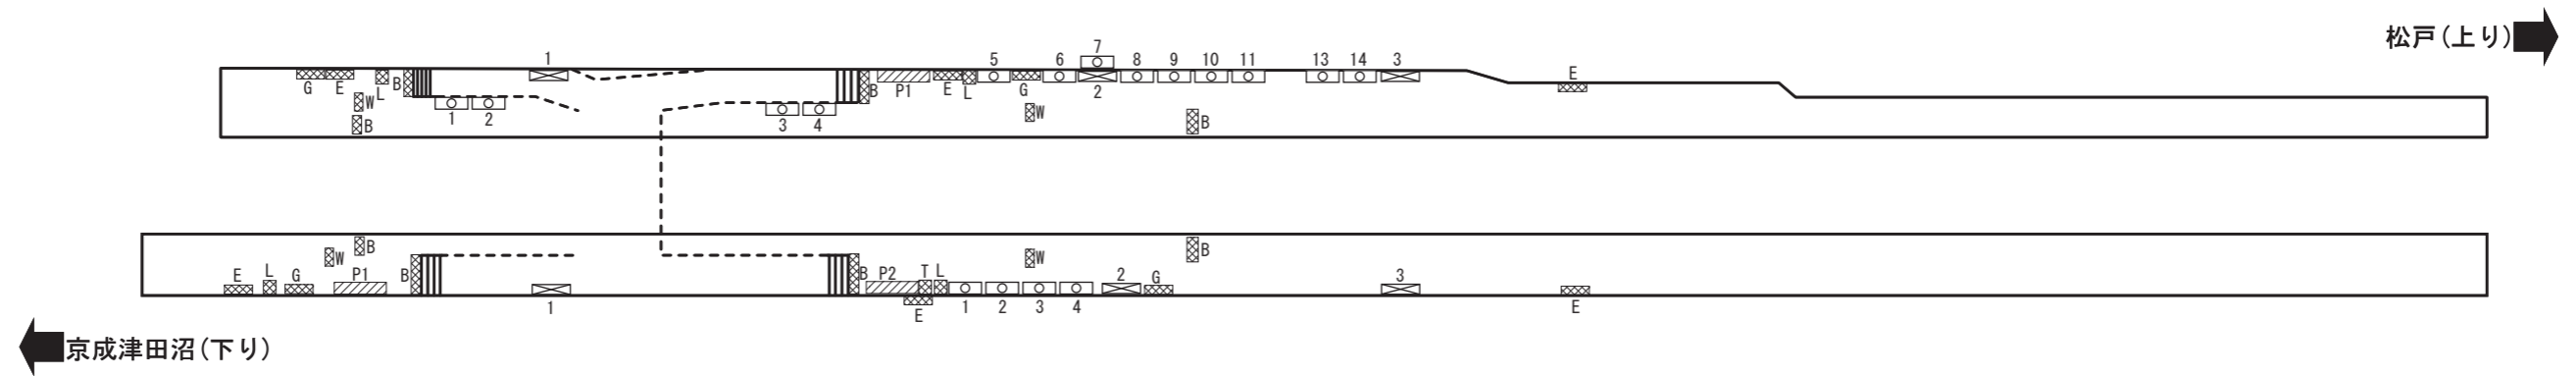 松戸(上り)
7
1 5 6 8 9 10 11 13 14 3 E
G E L B B P1 E L G 2
W W
1 2 3 4
B B
B B
W W
E L G P1 B B P2 T L 2 G 3
1 E 1 2 3 4 E
京成津田沼(下り)